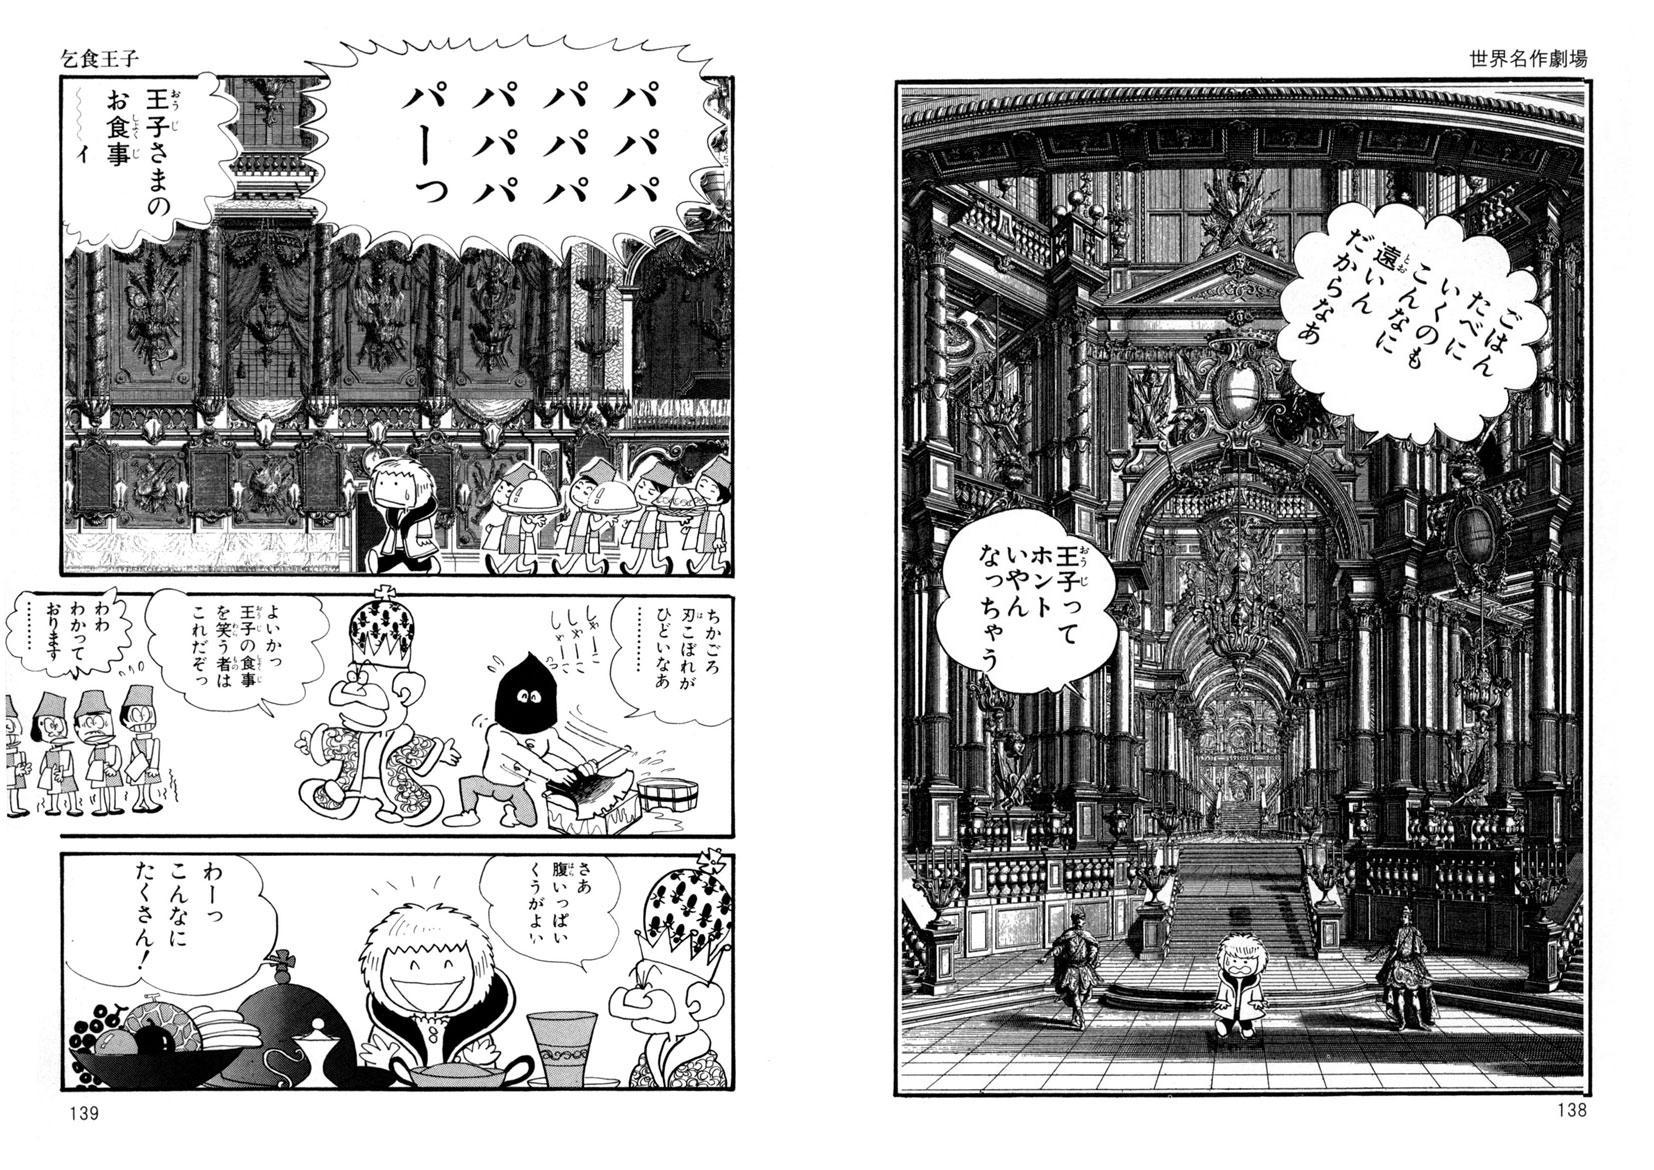 世界名作劇場
ごはん
たべに
いくのも
こんなに
遠いん
だからなあ
王子って
ホント
いやん
なっちゃう
138
乞食王子
パパパ
パパパ
パパパ
パーっ
王子さまの
お食事
〜〜〜ィ
ちかごろ
刃こぼれが
ひどいなあ
………
しゃーこ
しゃーこ
しゃーこ
よいかっ
王子の食事
を笑う者は
これだぞっ
わわ
わかって
おります
………
さあ
腹いっぱい
くうがよい
わーっ
こんなに
たくさん!
139